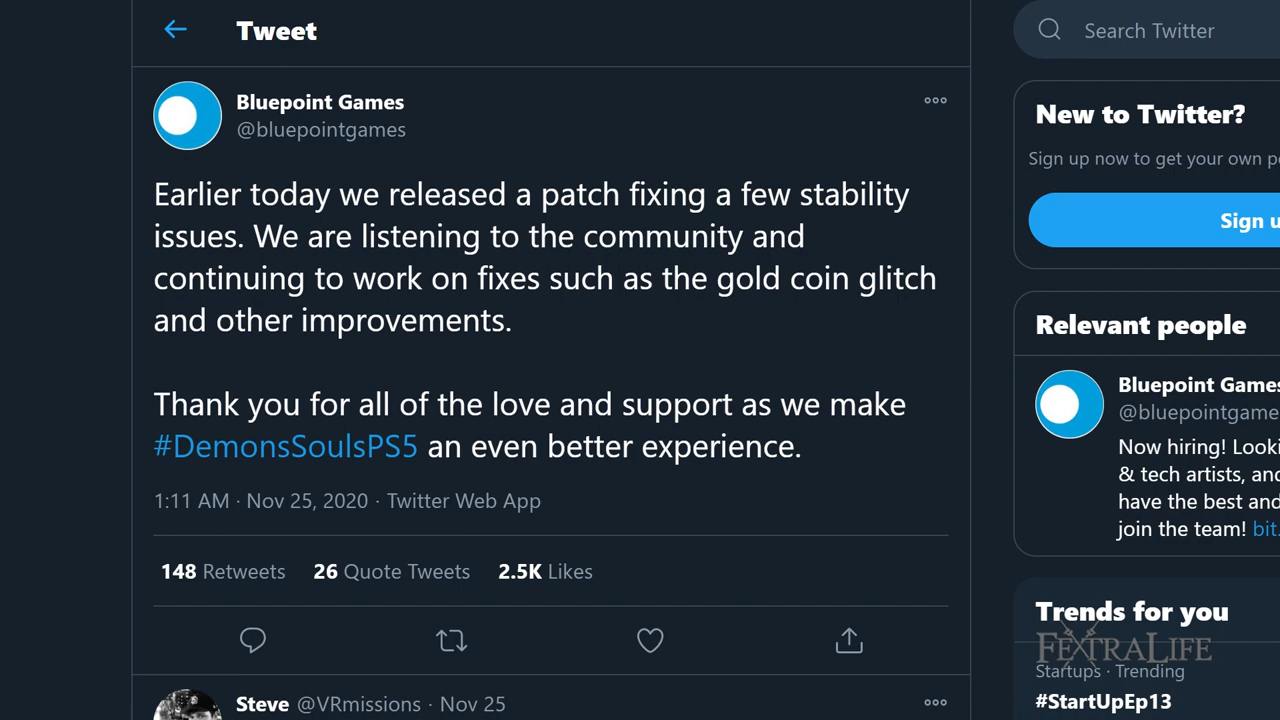 Tweet
Bluepoint Games
@bluepointgames
Earlier today we released a patch fixing a few stability
issues. We are listening to the community and
continuing to work on fixes such as the gold coin glitch
and other improvements.
Thank you for all of the love and support as we make
#DemonsSoulsPS5 an even better experience.
1:11 AM · Nov 25, 2020 · Twitter Web App
148 Retweets 26 Quote Tweets 2.5K Likes
Steve @VRmissions · Nov 25
Search Twitter
New to Twitter?
Sign up now to get your own
Sign
Relevant people
Bluepoint Games
@bluepointgame
Now hiring!
& tech artists,
have the best
join the team! bit.
Trends for you
FEXTRALIFE
Startups · Trending
#StartUpEp13